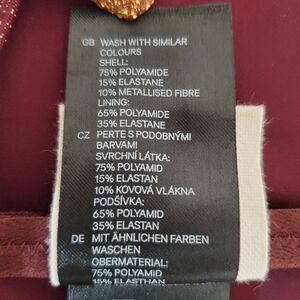 GB WASH WITH SIMILAR
COLOURS
SHELL:
75% POLYAMIDE
15% ELASTANE
10% METALLISED FIBRE
LINING:
65% POLYAMIDE
35% ELASTANE
CZ PERTE S PODOBNÝMI
BARVAMI
SVRCHNÍ LÁTKA:
75% POLYAMID
15% ELASTAN
10% KOVOVÁ VLÁKNA
PODŠÍVKA:
65% POLYAMID
35% ELASTAN
DE MIT ÄHNLICHEN FARBEN
WASCHEN
OBERMATERIAL:
75% POLYAMID
15% ELASTHAN